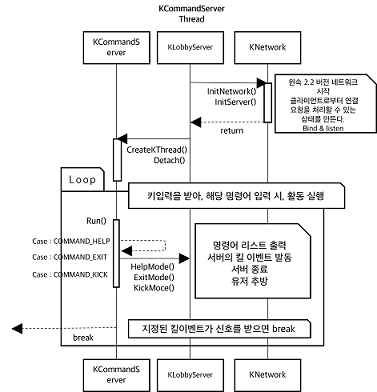 KCommandServer
Thread
KCommandS
erver
KLobbyServer
KNetwork
InitNetwork()
InitServer()
윈속 2.2 버전 네트워크
시작
클라이언트로부터 연결
요청을 처리할 수 있는
상태를 만든다.
Bind & listen
return
CreateKThread()
Detach()
Loop
키입력을 받아, 해당 명령어 입력 시, 활동 실행
Run()
Case : COMMAND_HELP
Case : COMMAND_EXIT
Case : COMMAND_KICK
HelpMode()
ExitMode()
KickMoce()
명령어 리스트 출력
서버의 킬 이벤트 발동
서버 종료
유저 추방
지정된 킬이벤트가 신호를 받으면 break
break
KCommandS
erver
KLobbyServer
KNetwork